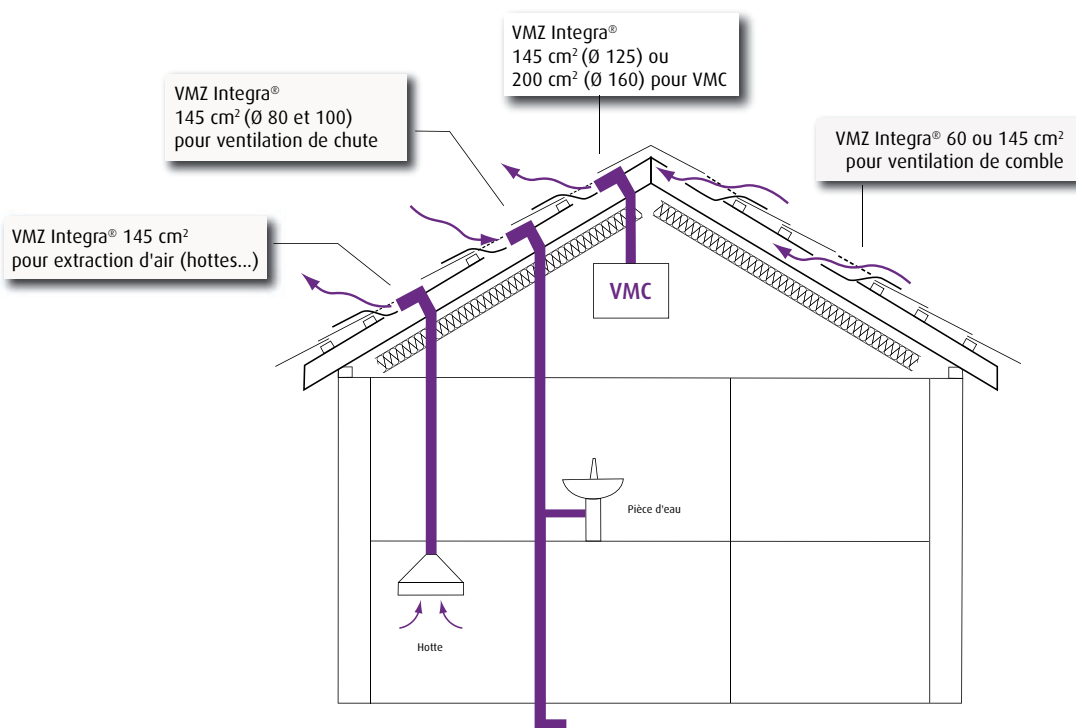 VMZ Integra®
145 cm² (Ø 125) ou
200 cm² (Ø 160) pour VMC
VMZ Integra®
145 cm² (Ø 80 et 100)
pour ventilation de chute
VMZ Integra® 60 ou 145 cm²
pour ventilation de comble
VMZ Integra® 145 cm²
pour extraction d'air (hottes...)
VMC
Pièce d'eau
Hotte